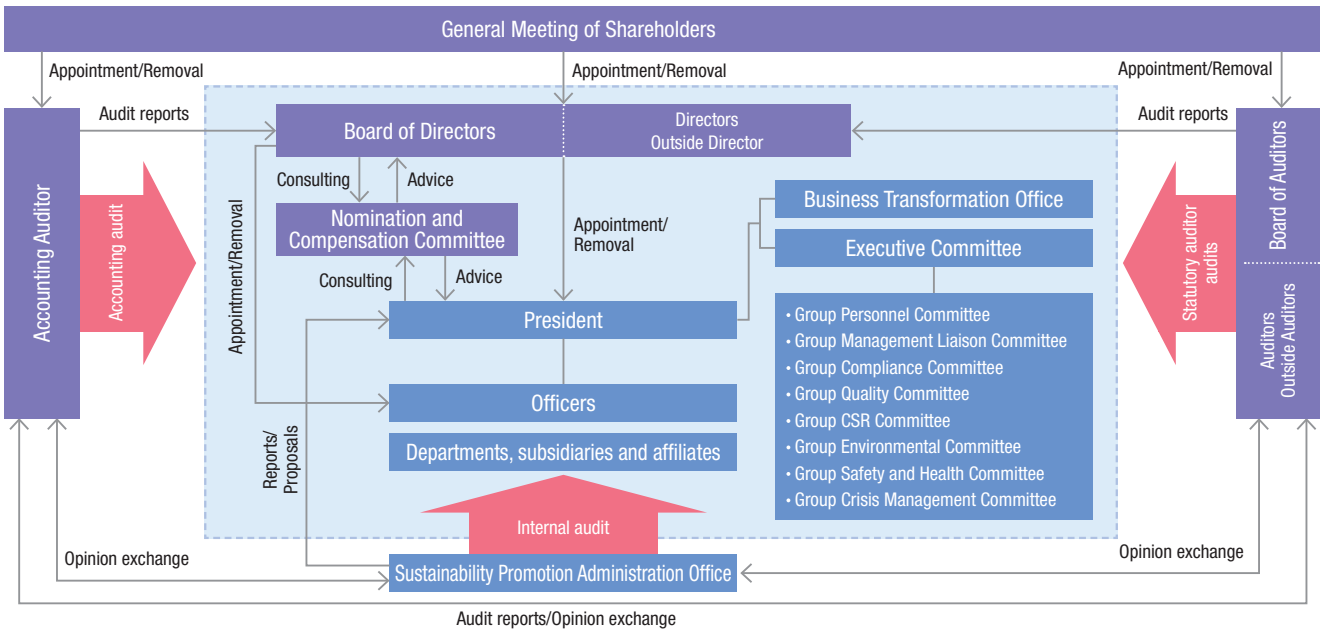 General Meeting of Shareholders
Appointment/Removal
Appointment/Removal
Appointment/Removal
Audit reports
Audit reports
Accounting Auditor
Accounting audit
Board of Directors
Directors
Outside Director
Consulting
Advice
Nomination and
Compensation Committee
Consulting
Advice
Appointment/
Removal
Appointment/Removal
President
Officers
Departments, subsidiaries and affiliates
Reports/
Proposals
Internal audit
Sustainability Promotion Administration Office
Business Transformation Office
Executive Committee
• Group Personnel Committee
• Group Management Liaison Committee
• Group Compliance Committee
• Group Quality Committee
• Group CSR Committee
• Group Environmental Committee
• Group Safety and Health Committee
• Group Crisis Management Committee
Statutory auditor
audits
Board of Auditors
Auditors
Outside Auditors
Opinion exchange
Opinion exchange
Audit reports/Opinion exchange